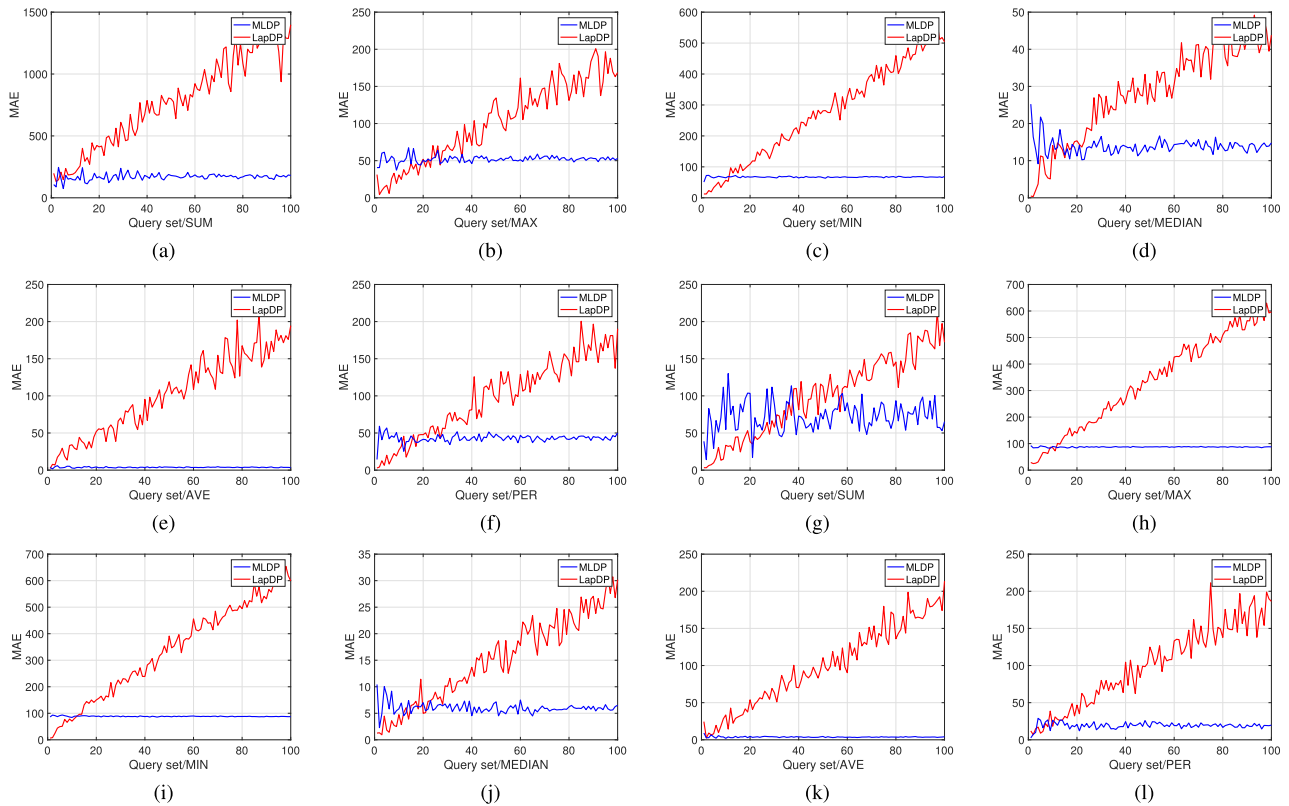 1500
1000
500
0
MAE
MLDP
LapDP
0 20 40 60 80 100
Query set/SUM
(a)
250
200
150
100
50
0
MAE
MLDP
LapDP
0 20 40 60 80 100
Query set/MAX
(b)
600
500
400
300
200
100
0
MAE
MLDP
LapDP
0 20 40 60 80 100
Query set/MIN
(c)
50
40
30
20
10
0
MAE
MLDP
LapDP
0 20 40 60 80 100
Query set/MEDIAN
(d)
250
200
150
100
50
0
MAE
MLDP
LapDP
0 20 40 60 80 100
Query set/AVE
(e)
250
200
150
100
50
0
MAE
MLDP
LapDP
0 20 40 60 80 100
Query set/PER
(f)
250
200
150
100
50
0
MAE
MLDP
LapDP
0 20 40 60 80 100
Query set/SUM
(g)
700
600
500
400
300
200
100
0
MAE
MLDP
LapDP
0 20 40 60 80 100
Query set/MAX
(h)
700
600
500
400
300
200
100
0
MAE
MLDP
LapDP
0 20 40 60 80 100
Query set/MIN
(i)
35
30
25
20
15
10
5
0
MAE
MLDP
LapDP
0 20 40 60 80 100
Query set/MEDIAN
(j)
250
200
150
100
50
0
MAE
MLDP
LapDP
0 20 40 60 80 100
Query set/AVE
(k)
250
200
150
100
50
0
MAE
MLDP
LapDP
0 20 40 60 80 100
Query set/PER
(l)